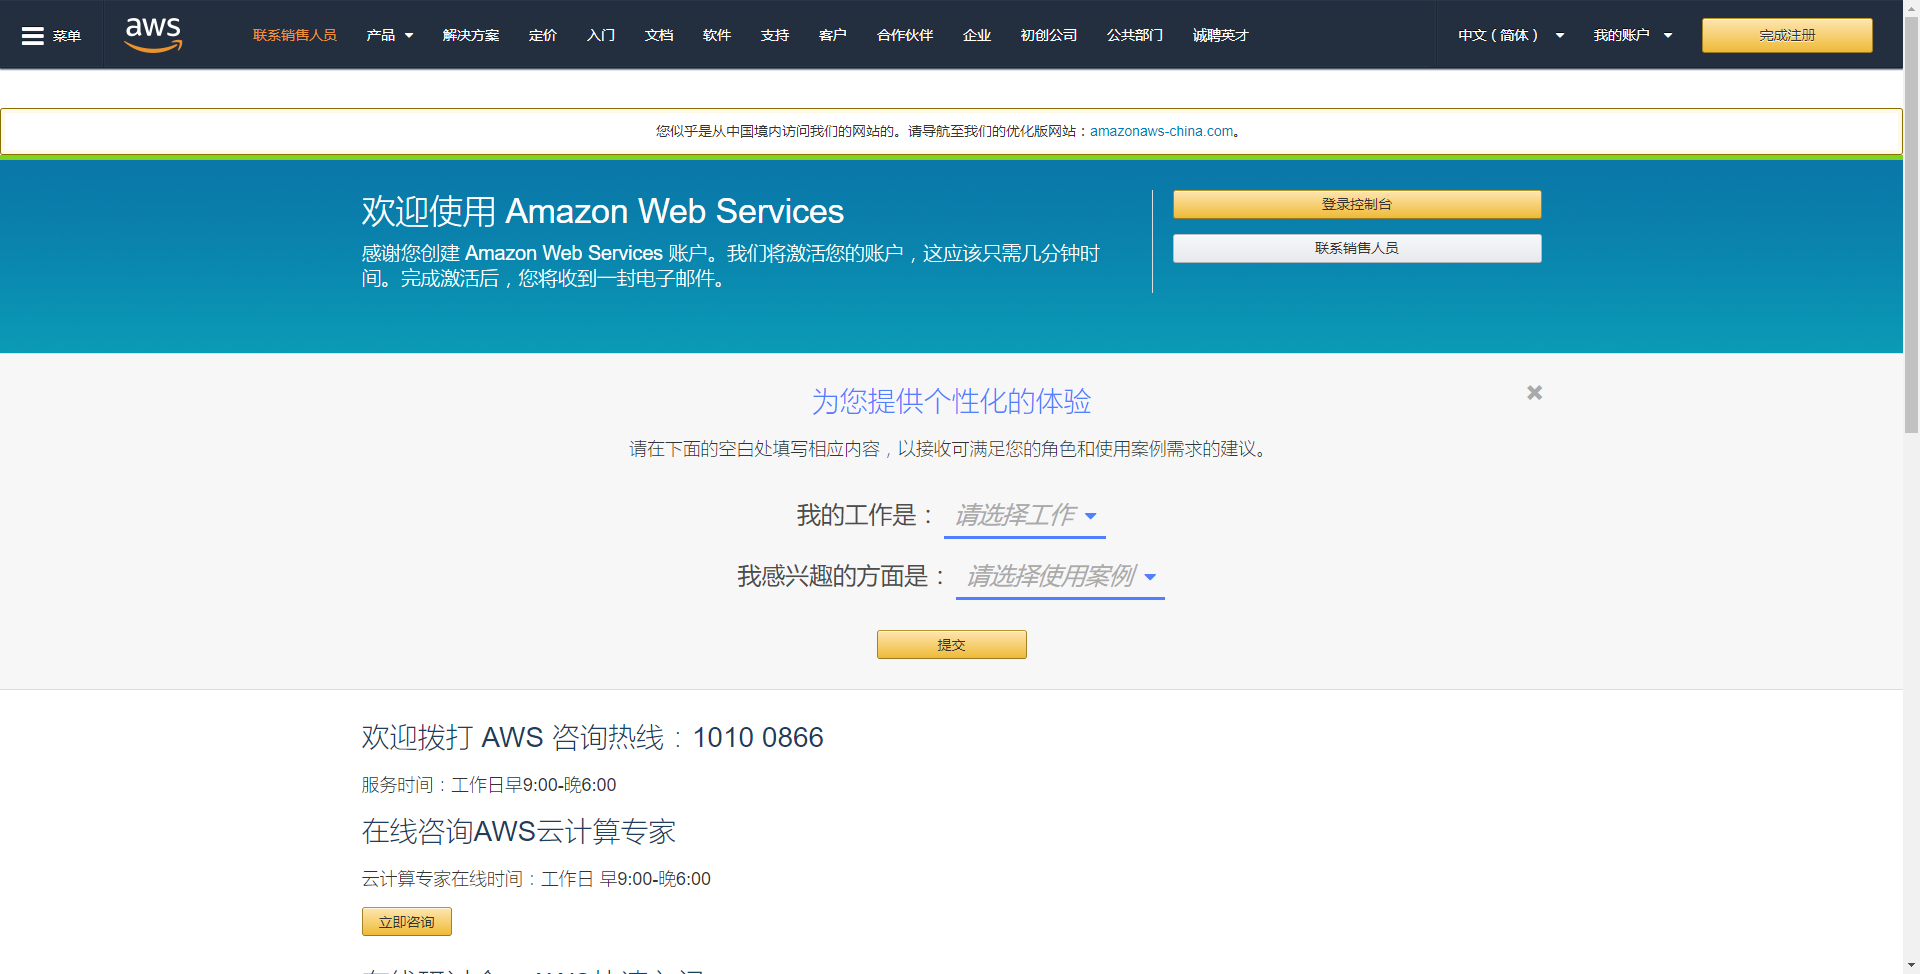 菜单
aws
联系销售人员
产品
解决方案
定价
入门
文档
软件
支持
客户
合作伙伴
企业
初创公司
公共部门
诚聘英才
中文（简体）
我的账户
完成注册
您似乎是从中国境内访问我们的网站的。请导航至我们的优化版网站：amazonaws-china.com。
欢迎使用 Amazon Web Services
感谢您创建 Amazon Web Services 账户。我们将激活您的账户，这应该只需几分钟时
间。完成激活后，您将收到一封电子邮件。
登录控制台
联系销售人员
为您提供个性化的体验
请在下面的空白处填写相应内容，以接收可满足您的角色和使用案例需求的建议。
我的工作是： 请选择工作
我感兴趣的方面是： 请选择使用案例
提交
欢迎拨打 AWS 咨询热线：1010 0866
服务时间：工作日早9:00-晚6:00
在线咨询AWS云计算专家
云计算专家在线时间：工作日 早9:00-晚6:00
立即咨询